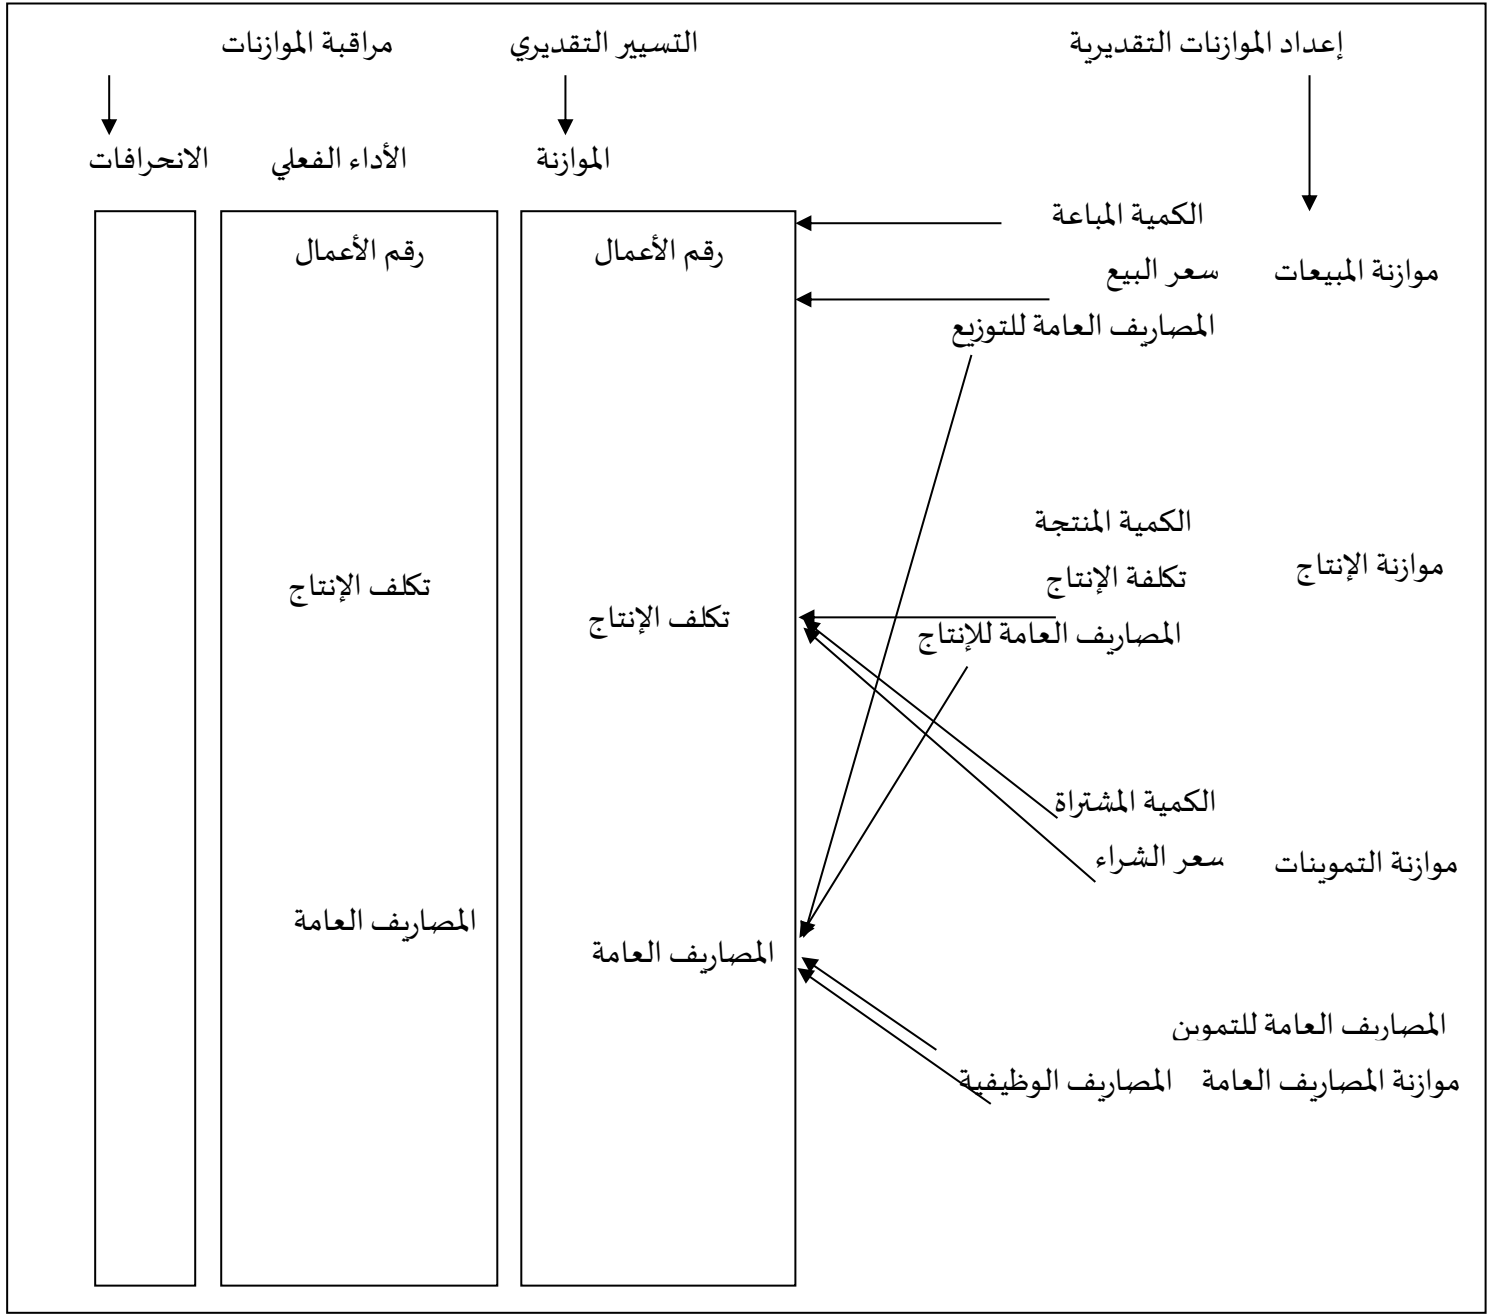 إعداد الموازنات التقديرية
التسيير التقديري
مراقبة الموازنات
الموازنة
الأداء الفعلي
الانحرافات
الكمية المباعة
موازنة المبيعات
سعر البيع
رقم الأعمال
رقم الأعمال
المصاريف العامة للتوزيع
الكمية المنتجة
موازنة الإنتاج
تكلفة الإنتاج
تكلف الإنتاج
تكلف الإنتاج
المصاريف العامة للإنتاج
الكمية المشتراة
موازنة التموينات
سعر الشراء
المصاريف العامة
المصاريف العامة
المصاريف العامة للتموين
موازنة المصاريف العامة
المصاريف الوظيفية